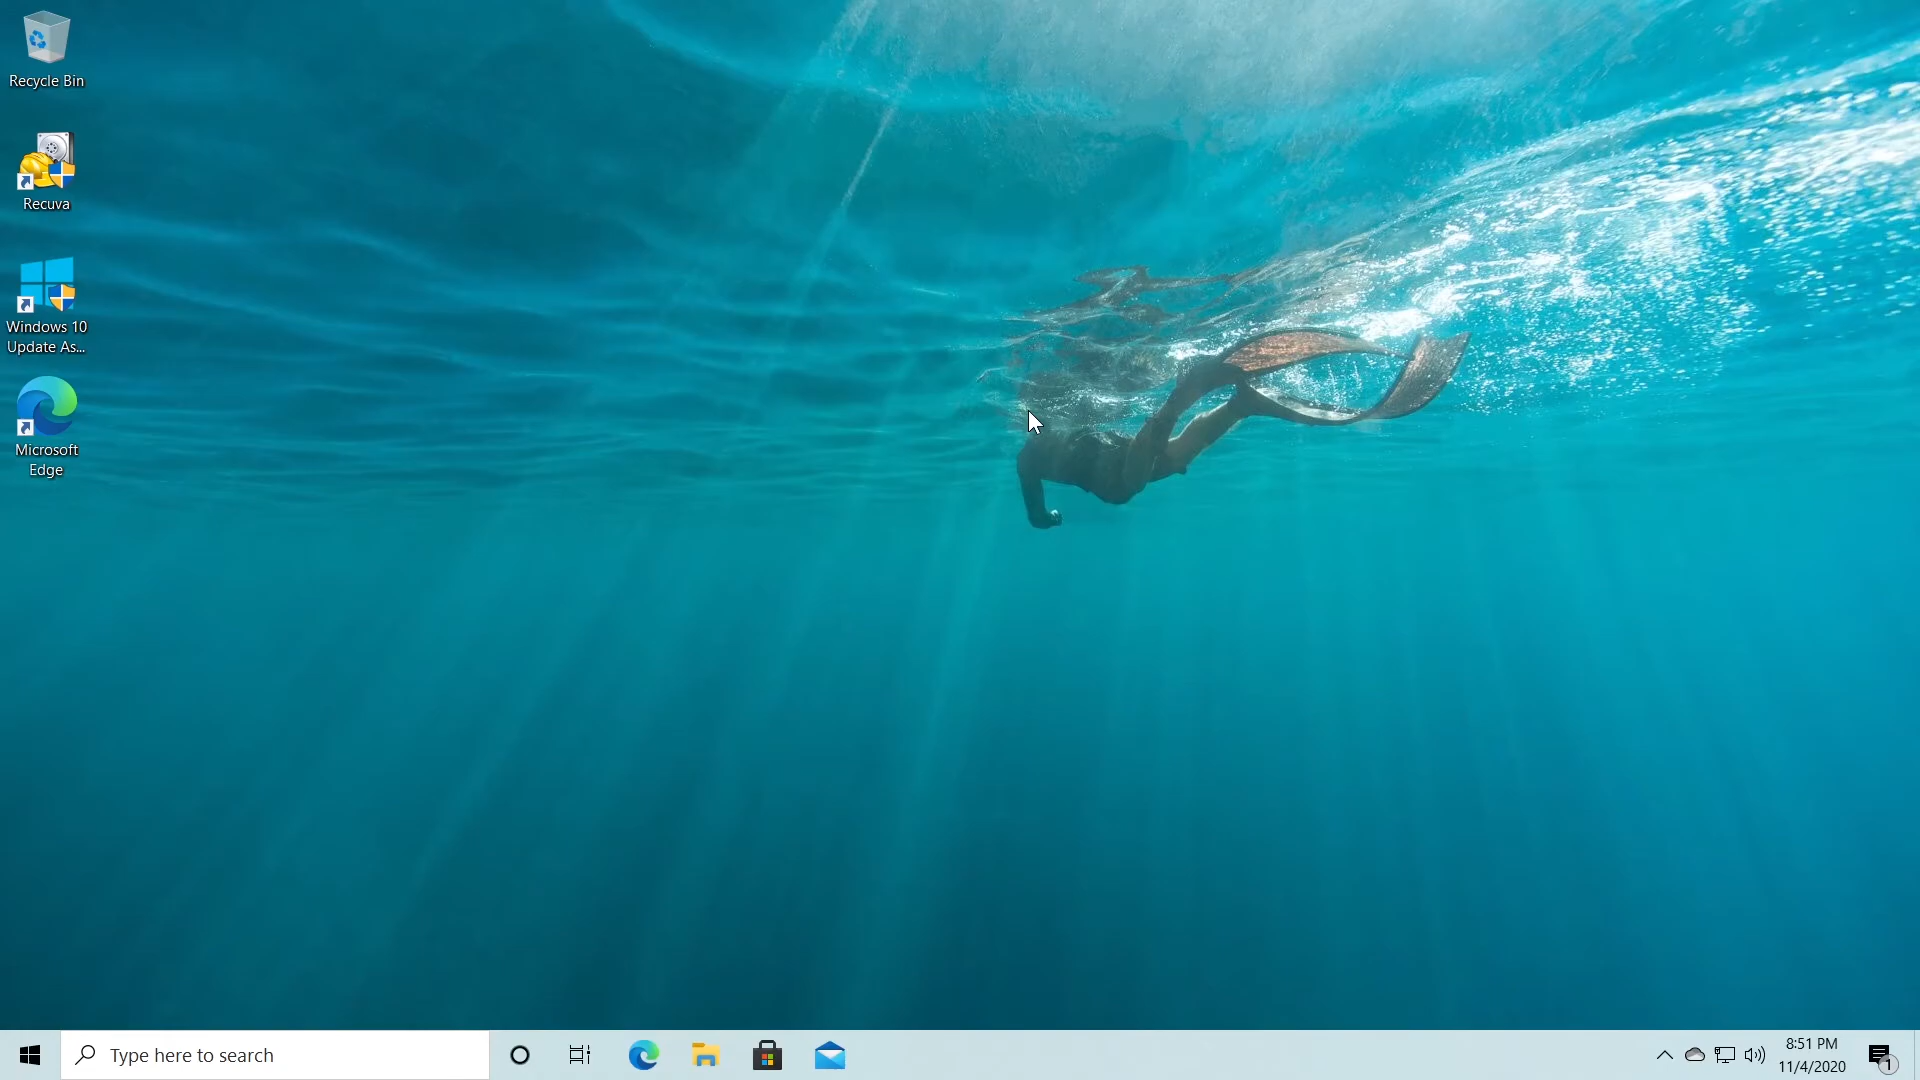 Recycle Bin
Recuva
Windows 10
Update As...
Microsoft
Edge
Type here to search
8:51 PM
11/4/2020
1